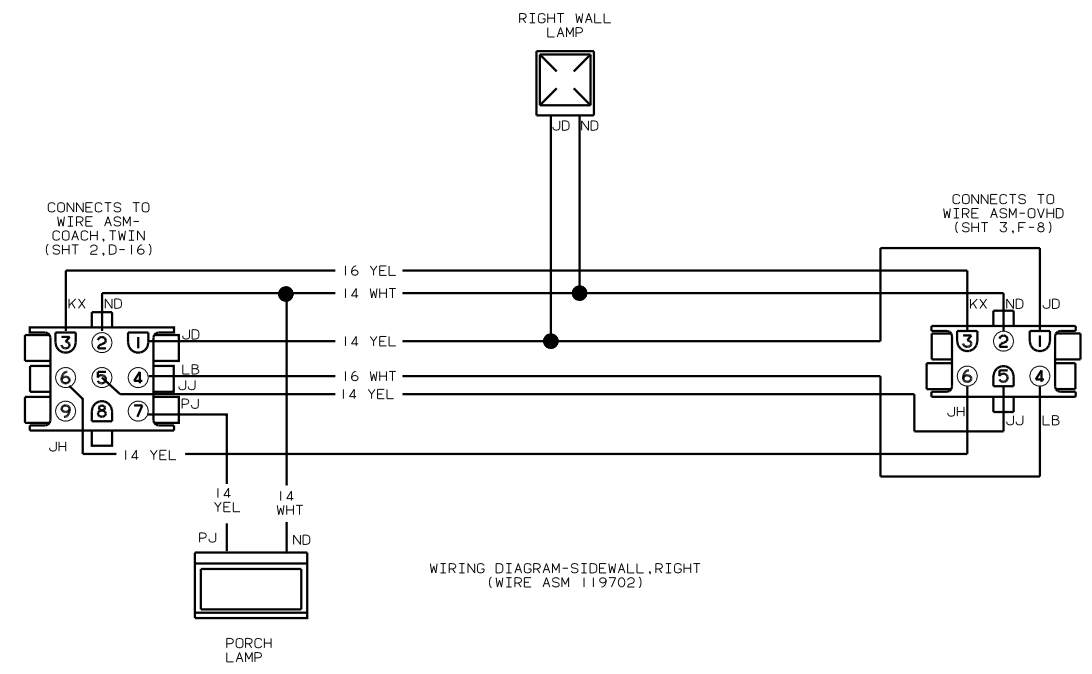 RIGHT WALL
LAMP
JD ND
CONNECTS TO
WIRE ASM-
COACH,TWIN
(SHT 2,D-16)
CONNECTS TO
WIRE ASM-OVHD
(SHT 3,F-8)
16 YEL
14 WHT
KX ND
KX ND JD
3 2 1
JD
14 YEL
3 2 1
LB
16 WHT
6 5 4
JJ
14 YEL
6 5 4
9 8 7
PJ
JH
JJ LB
JH
14 YEL
14
YEL
14
WHT
PJ
ND
WIRING DIAGRAM-SIDEWALL,RIGHT
(WIRE ASM 119702)
PORCH
LAMP